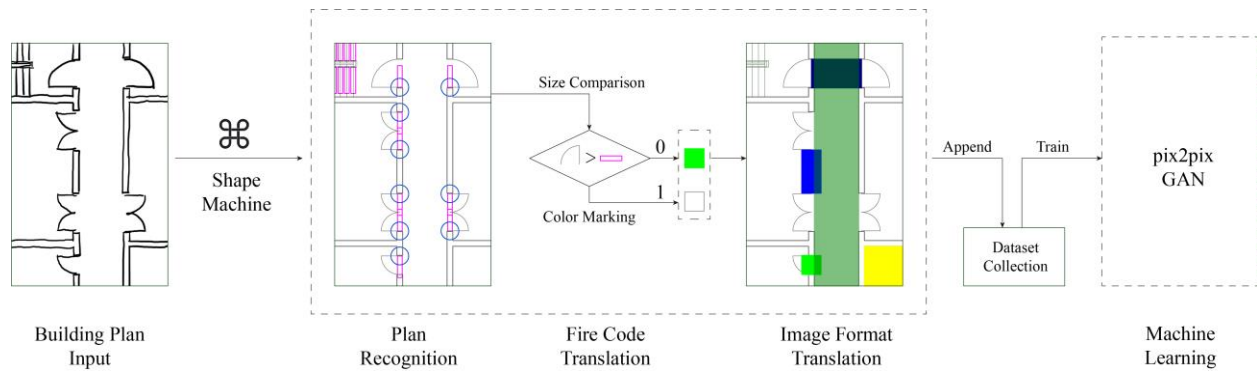 Size Comparison
0
>
1
Color Marking
⌘
Shape
Machine
Append
Train
pix2pix
GAN
Dataset
Collection
Building Plan
Input
Plan
Recognition
Fire Code
Translation
Image Format
Translation
Machine
Learning